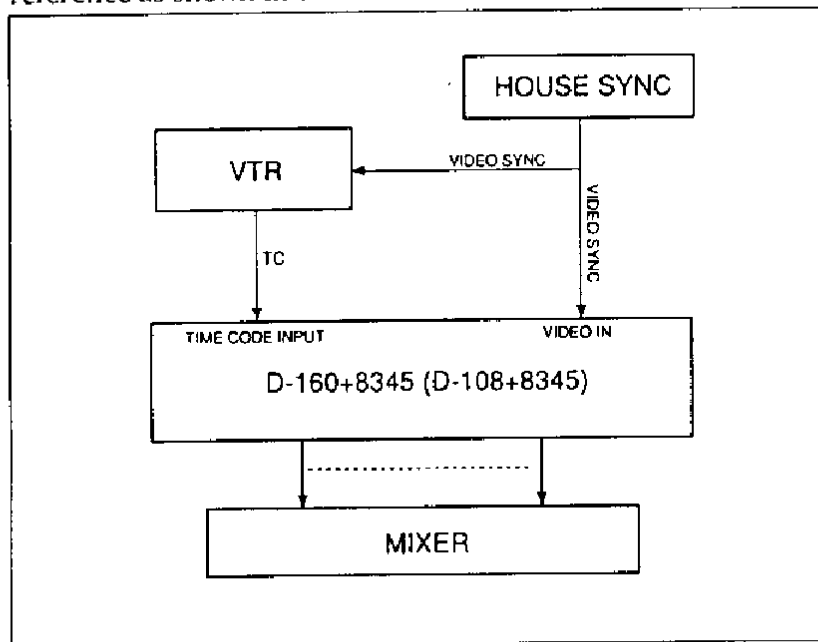 HOUSE SYNC
VTR
VIDEO SYNC
VIDEO SYNC
TC
TIME CODE INPUT
VIDEO IN
D-160+8345 (D-108+8345)
MIXER